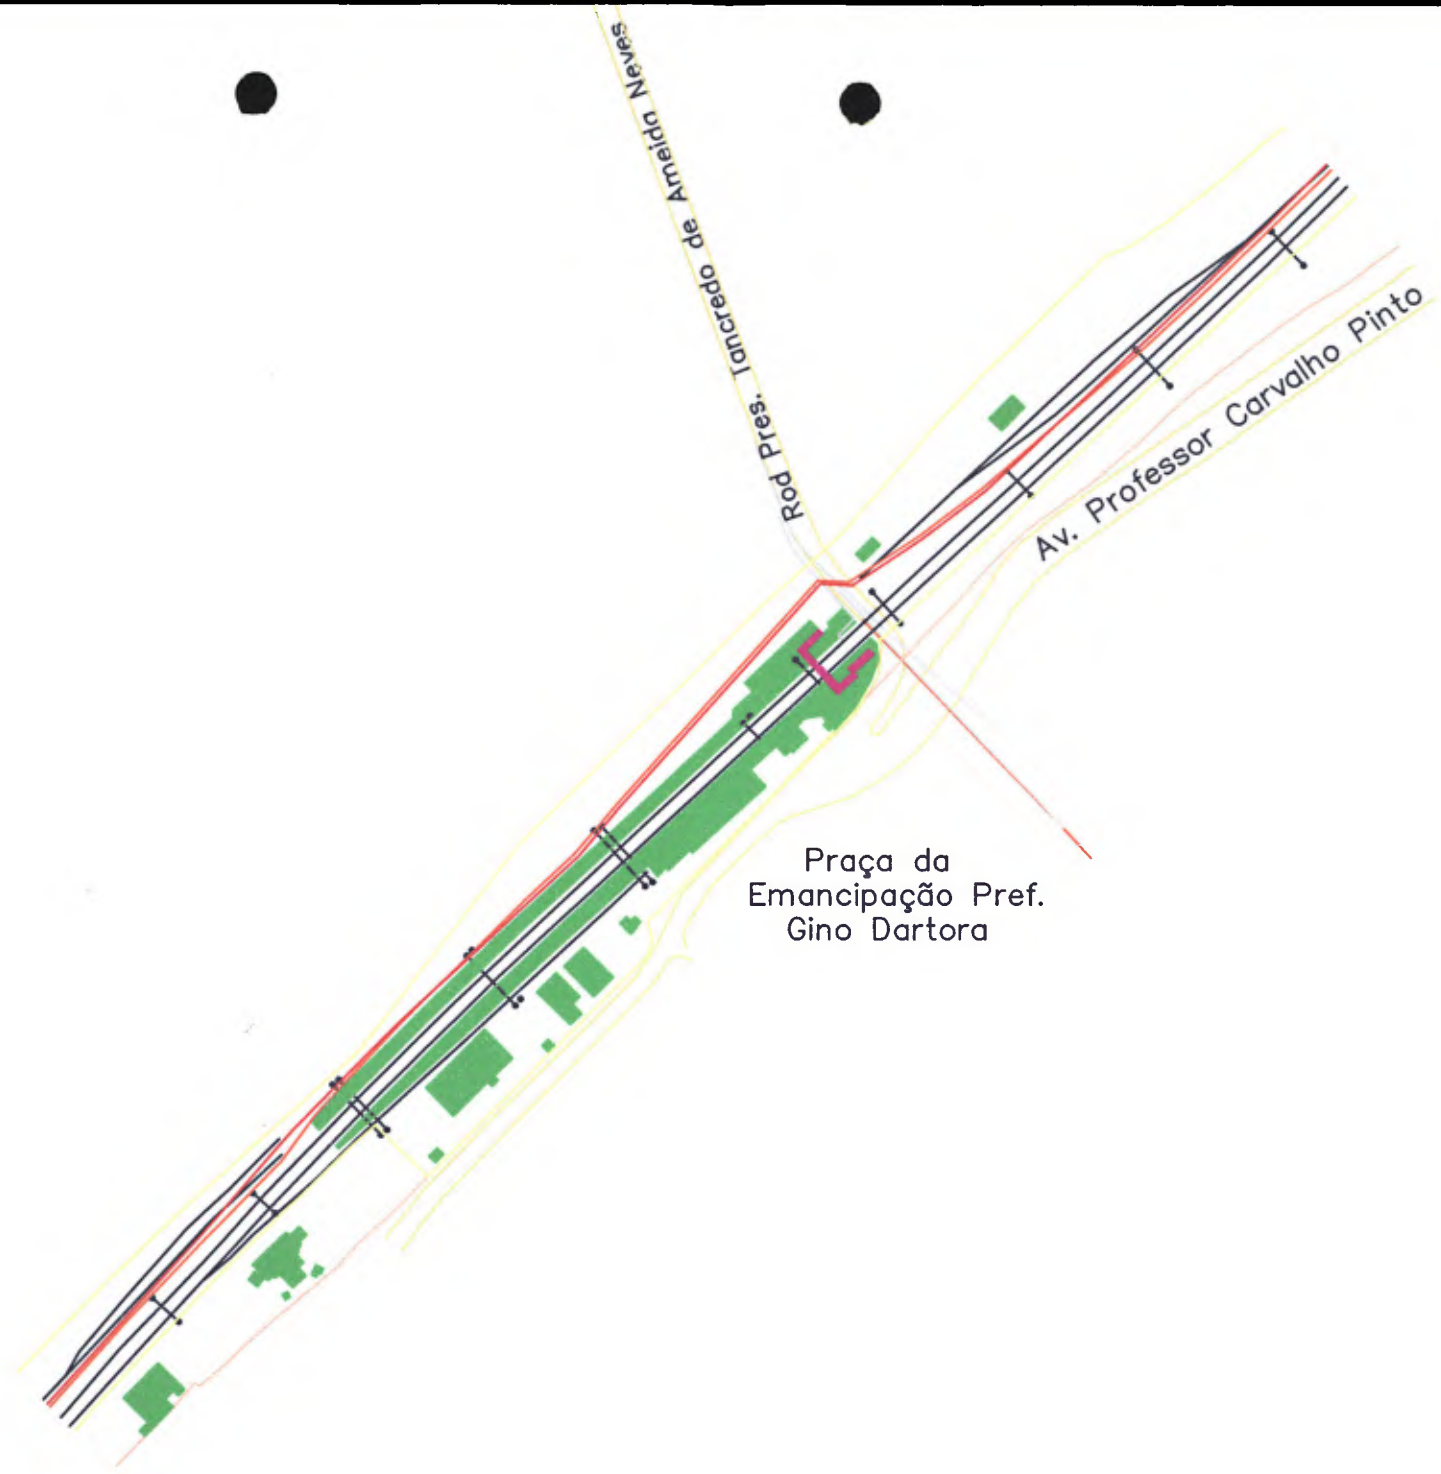 Rod Pres. Tancredo de Ameida Neves
Av. Professor Carvalho Pinto
Praça da
Emancipação Pref.
Gino Dartora